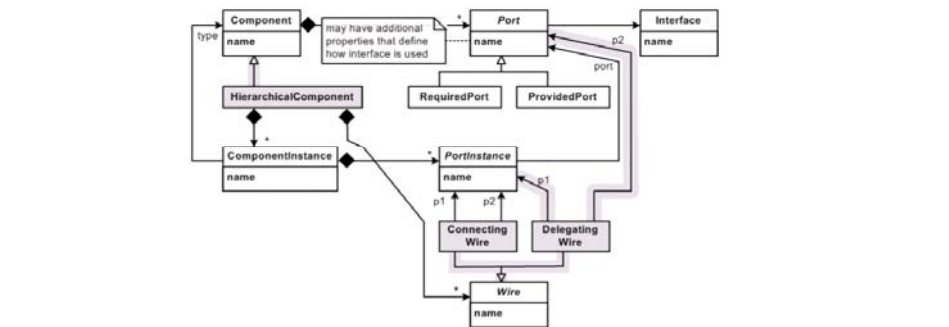 Component
name
type
may have additional
properties that define
how interface is used
*
Port
name
Interface
name
p2
port
HierarchicalComponent
RequiredPort
ProvidedPort
*
ComponentInstance
name
*
PortInstance
name
p1
p2
p1
Connecting
Wire
Delegating
Wire
*
Wire
name